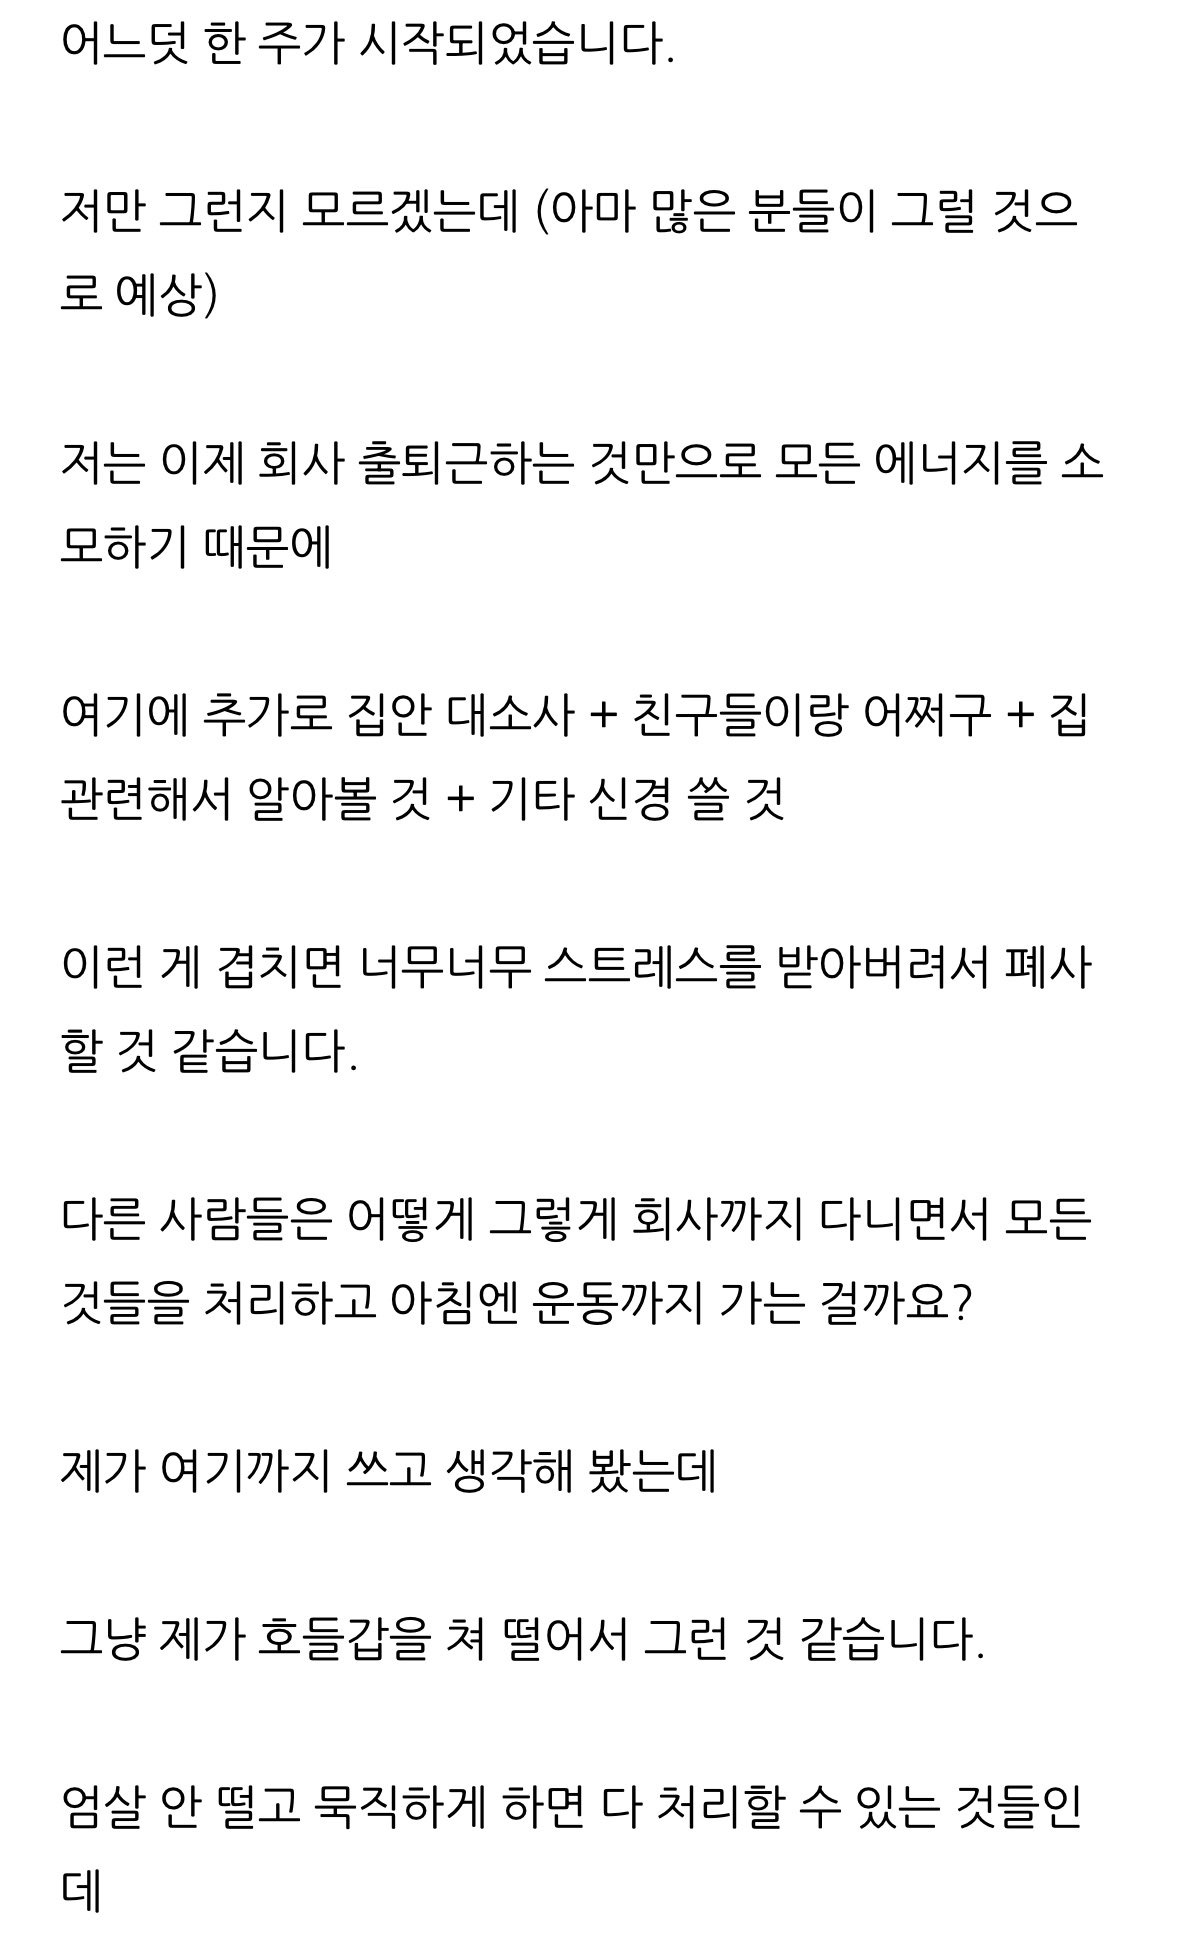 어느덧 한 주가 시작되었습니다.
저만 그런지 모르겠는데 (아마 많은 분들이 그럴 것으
로 예상)
저는 이제 회사 출퇴근하는 것만으로 모든 에너지를 소
모하기 때문에
여기에 추가로 집안 대소사 + 친구들이랑 어쩌구 + 집
관련해서 알아볼 것 + 기타 신경 쓸 것
이런 게 겹치면 너무너무 스트레스를 받아버려서 폐사
할 것 같습니다.
다른 사람들은 어떻게 그렇게 회사까지 다니면서 모든
것들을 처리하고 아침엔 운동까지 가는 걸까요?
제가 여기까지 쓰고 생각해 봤는데
그냥 제가 호들갑을 쳐 떨어서 그런 것 같습니다.
엄살 안 떨고 묵직하게 하면 다 처리할 수 있는 것들인
데